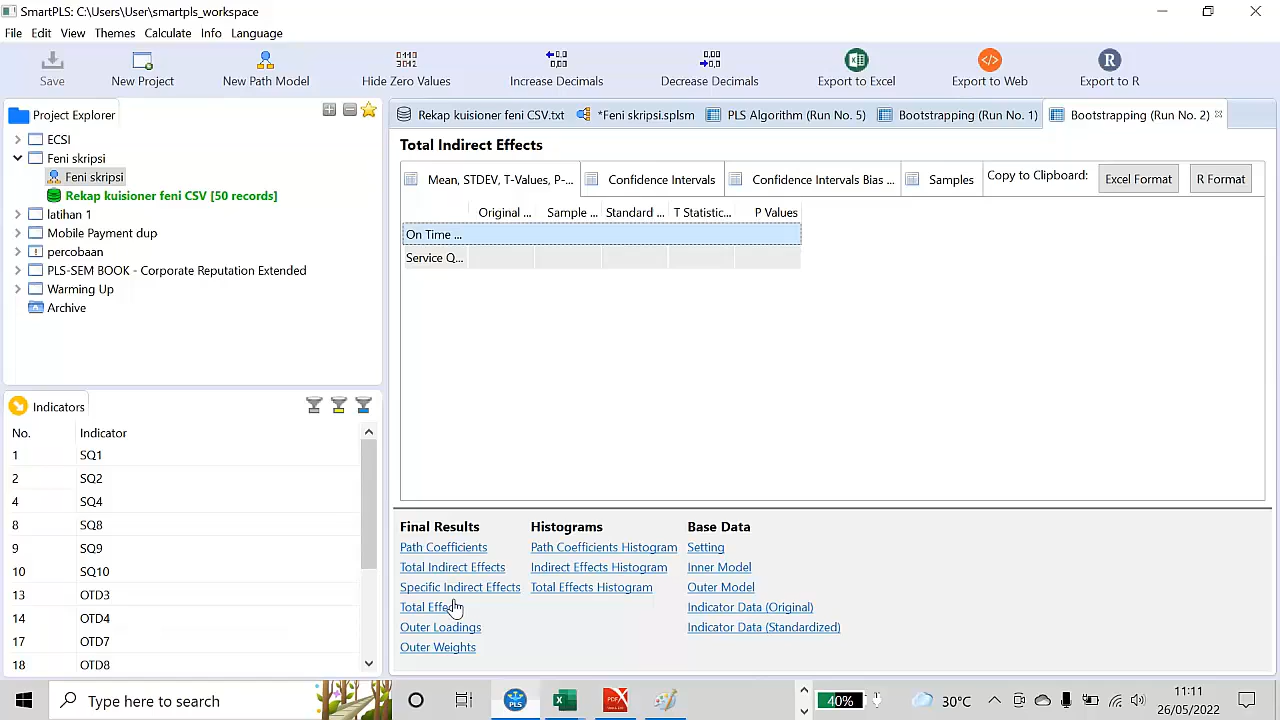 SmartPLS: C:\Users\User\smartpls_workspace
File Edit View Themes Calculate Info Language
Save New Project New Path Model Hide Zero Values Increase Decimals Decrease Decimals Export to Excel Export to Web Export to R
Project Explorer
ECSI
Feni skripsi
Feni skripsi
Rekap kuisioner feni CSV [50 records]
latihan 1
Mobile Payment dup
percobaan
PLS-SEM BOOK - Corporate Reputation Extended
Warming Up
Archive
Indicators
No. Indicator
1 SQ1
2 SQ2
4 SQ4
8 SQ8
9 SQ9
10 SQ10
13 OTD3
14 OTD4
17 OTD7
18 OTD8
Rekap kuisioner feni CSV.txt *Feni skripsi.splsm PLS Algorithm (Run No. 5) Bootstrapping (Run No. 1) Bootstrapping (Run No. 2)
Total Indirect Effects
Mean, STDEV, T-Values, P-... Confidence Intervals Confidence Intervals Bias ... Samples Copy to Clipboard: Excel Format R Format
Original ... Sample ... Standard ... T Statistic... P Values
On Time ...
Service Q...
Final Results Histograms Base Data
Path Coefficients Path Coefficients Histogram Setting
Total Indirect Effects Indirect Effects Histogram Inner Model
Specific Indirect Effects Total Effects Histogram Outer Model
Total Effects Indicator Data (Original)
Outer Loadings Indicator Data (Standardized)
Outer Weights
Type here to search PLS PDF 40% 30°C 11:11
26/05/2022